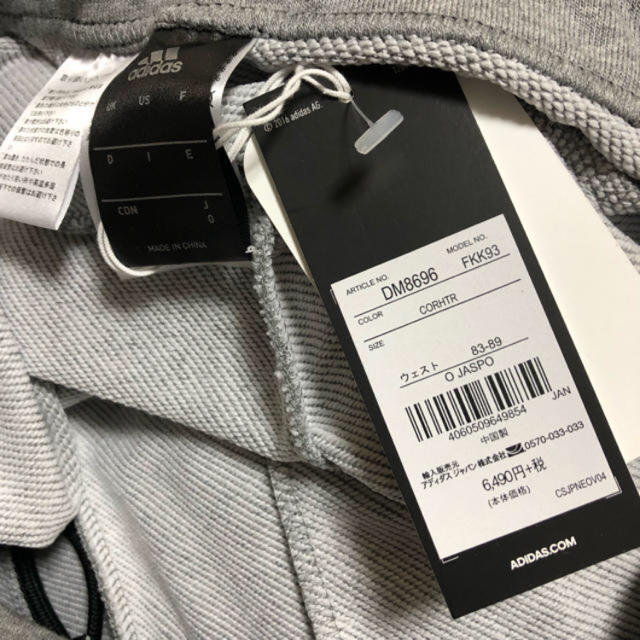 adidas
UK US F
D I E
CDN J
O
MADE IN CHINA
© 2016 adidas AG
ARTICLE NO. MODEL NO.
DM8696 FKK93
COLOR
CORHTR
SIZE
ウェスト 83-89
O JASPO
4060509649854 JAN
中国製
輸入販売元
アディダス ジャパン株式会社 0570-033-033
6,490円+税
(本体価格) CSJPNEOV04
ADIDAS.COM